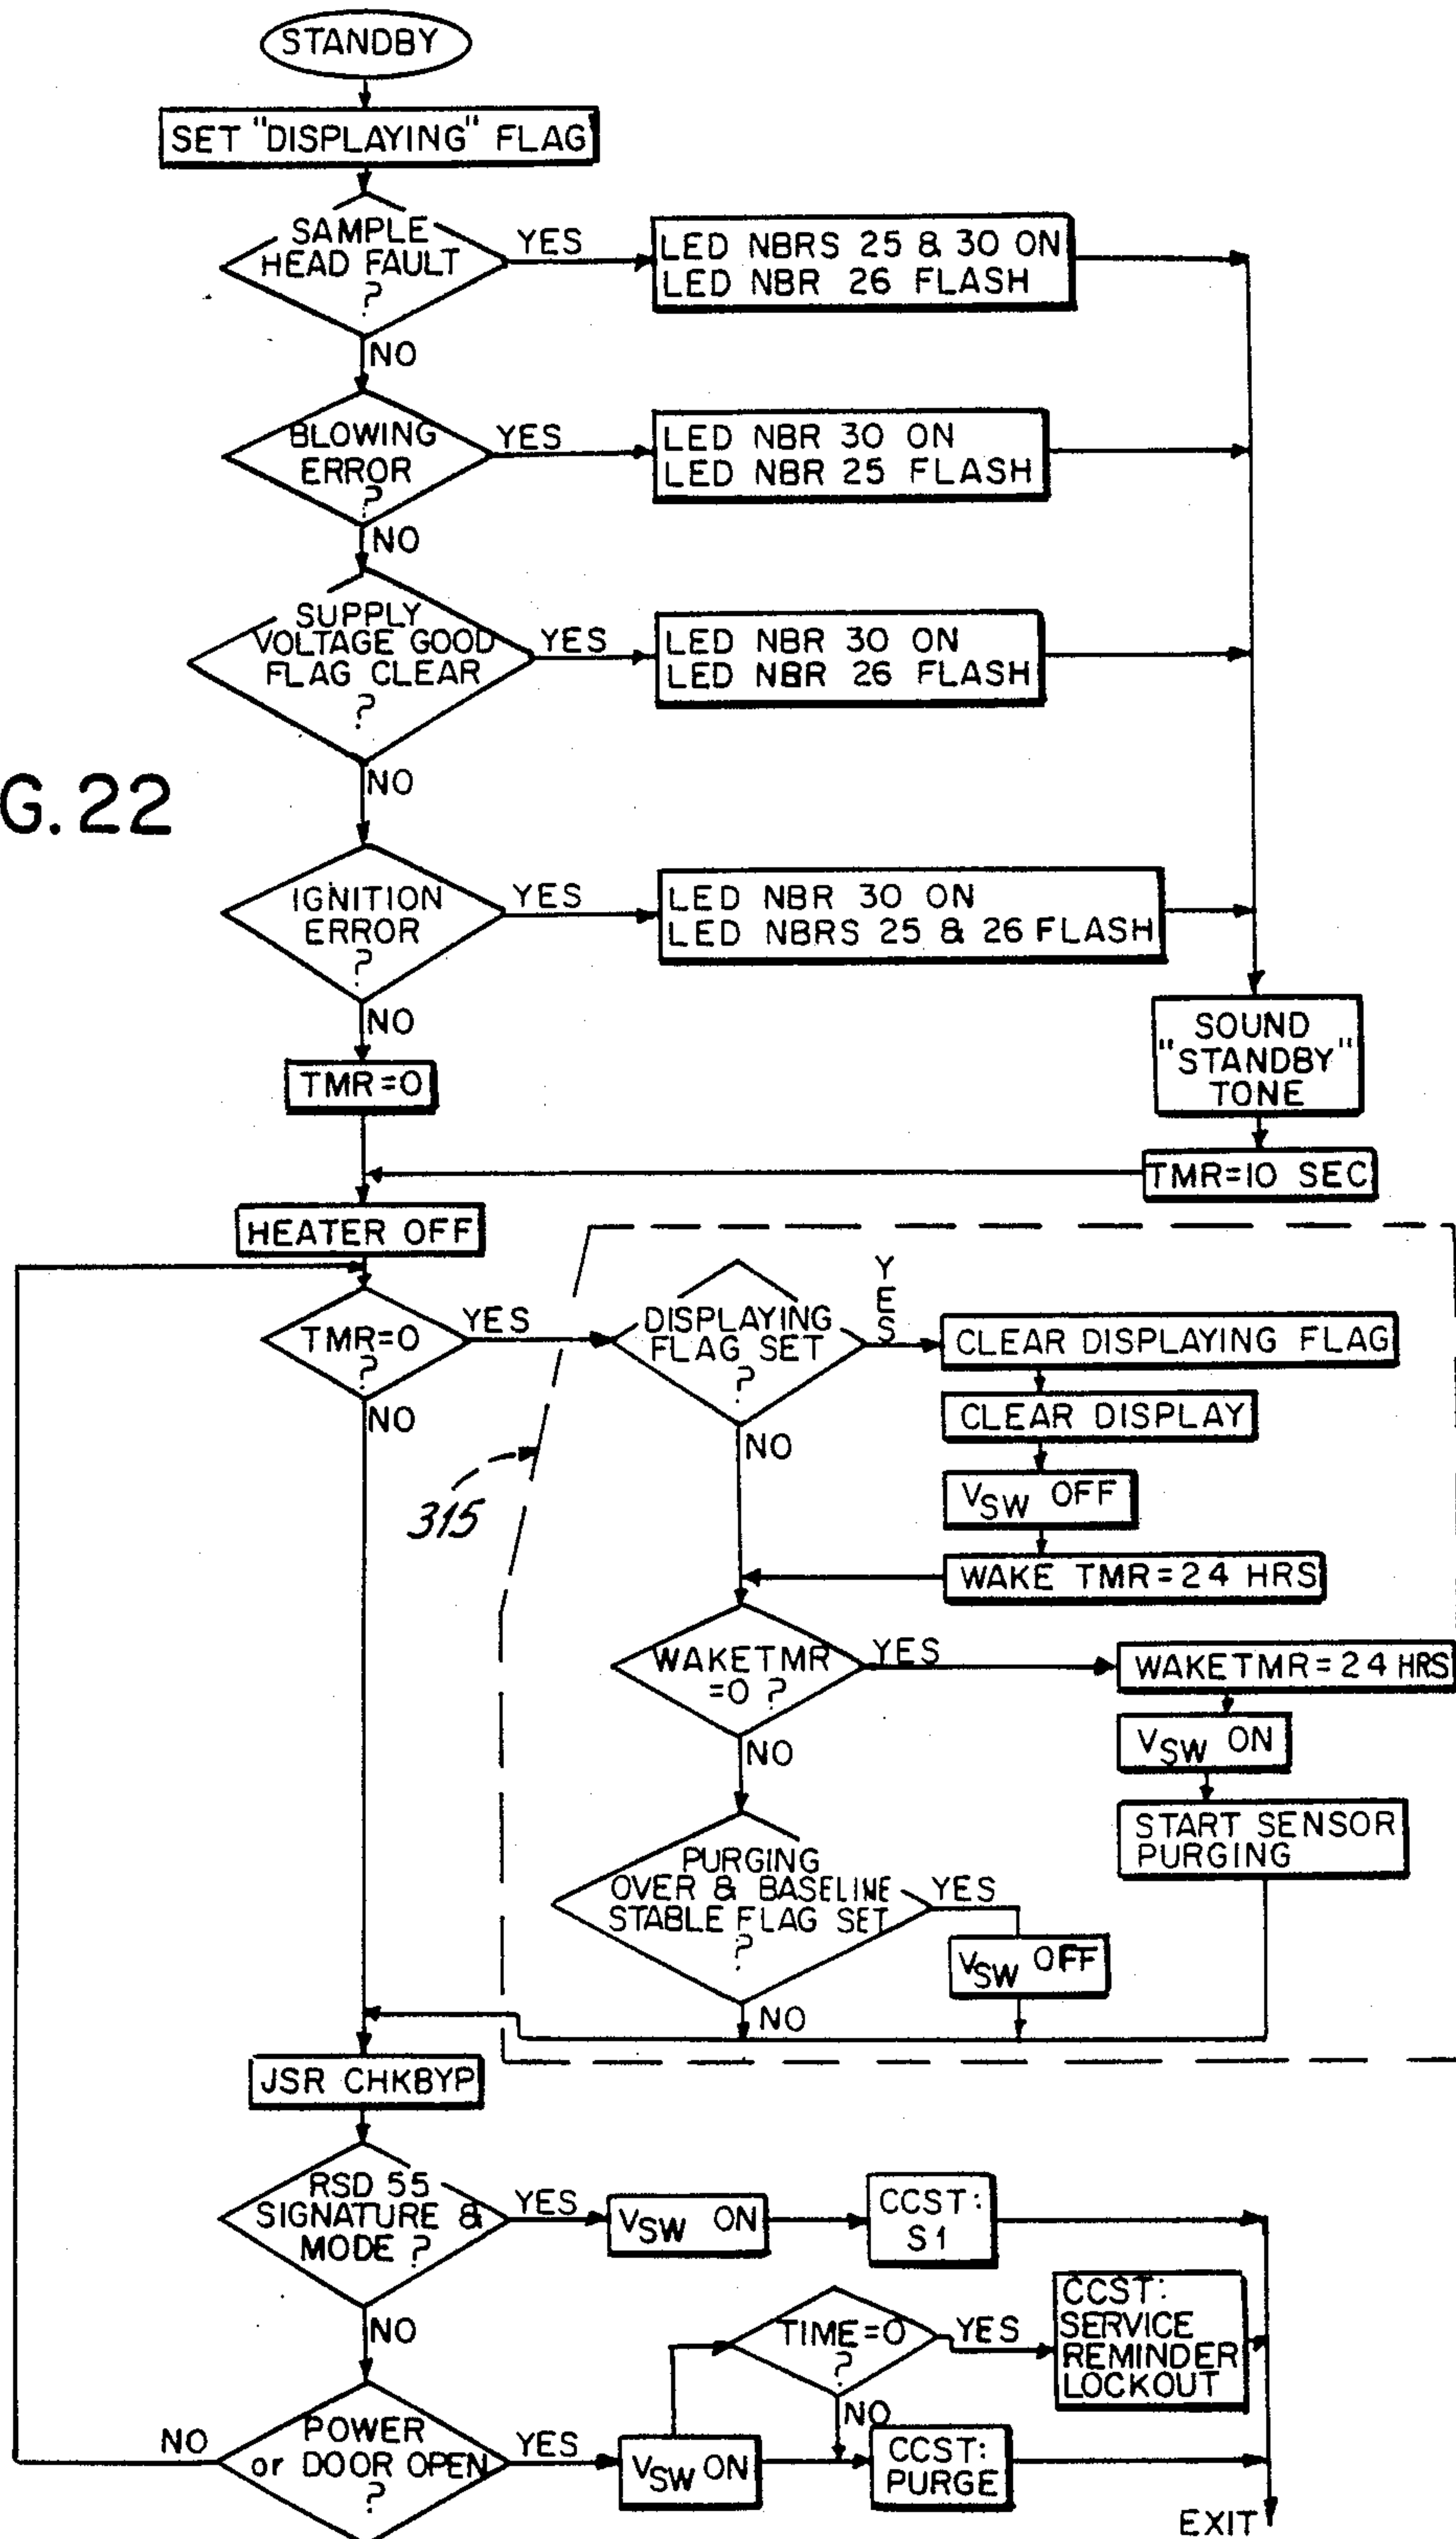 STANDBY
SET "DISPLAYING" FLAG
SAMPLE
HEAD FAULT
?
YES
LED NBRS 25 & 30 ON
LED NBR 26 FLASH
NO
BLOWING
ERROR
?
YES
LED NBR 30 ON
LED NBR 25 FLASH
NO
SUPPLY
VOLTAGE GOOD
FLAG CLEAR
?
YES
LED NBR 30 ON
LED NBR 26 FLASH
NO
G. 22
IGNITION
ERROR
?
YES
LED NBR 30 ON
LED NBRS 25 & 26 FLASH
NO
TMR=0
SOUND
"STANDBY"
TONE
TMR=10 SEC
HEATER OFF
TMR=0
?
YES
NO
DISPLAYING
FLAG SET
?
YES
CLEAR DISPLAYING FLAG
CLEAR DISPLAY
VSW OFF
WAKE TMR=24 HRS
NO
315
WAKETMR
=0 ?
YES
WAKETMR=24 HRS
VSW ON
START SENSOR
PURGING
NO
PURGING
OVER & BASELINE
STABLE FLAG SET
?
YES
VSW OFF
NO
JSR CHKBYP
RSD 55
SIGNATURE &
MODE ?
YES
VSW ON
CCST:
S1
NO
POWER
or DOOR OPEN
?
NO
YES
VSW ON
TIME=0
?
YES
CCST:
SERVICE
REMINDER
LOCKOUT
NO
CCST:
PURGE
EXIT